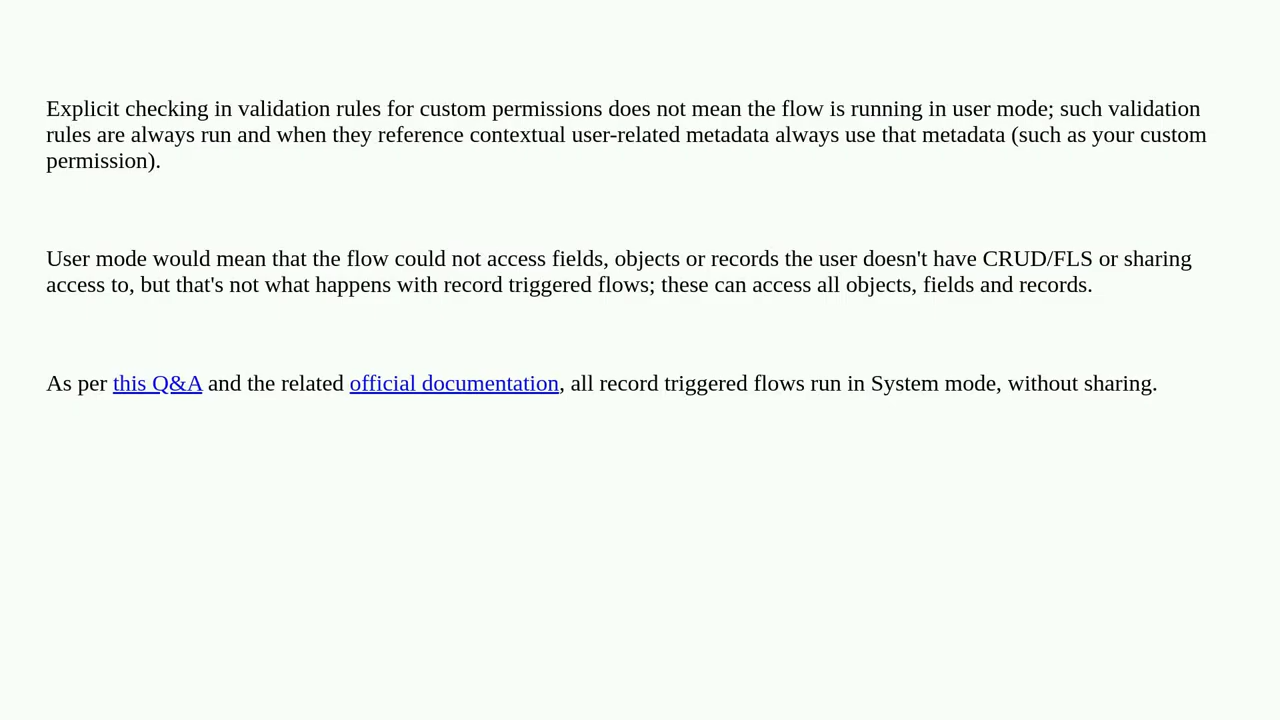 Explicit checking in validation rules for custom permissions does not mean the flow is running in user mode; such validation
rules are always run and when they reference contextual user-related metadata always use that metadata (such as your custom
permission).
User mode would mean that the flow could not access fields, objects or records the user doesn't have CRUD/FLS or sharing
access to, but that's not what happens with record triggered flows; these can access all objects, fields and records.
As per this Q&A and the related official documentation, all record triggered flows run in System mode, without sharing.